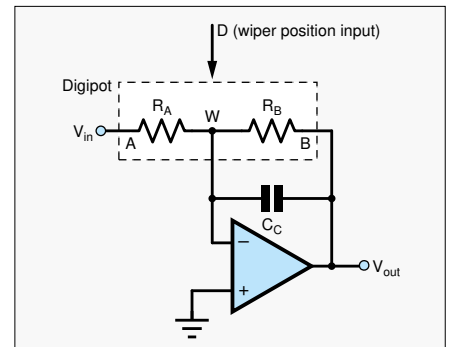 D (wiper position input)
Digipot
R_A W R_B
V_in A B
C_C
−
+
V_out